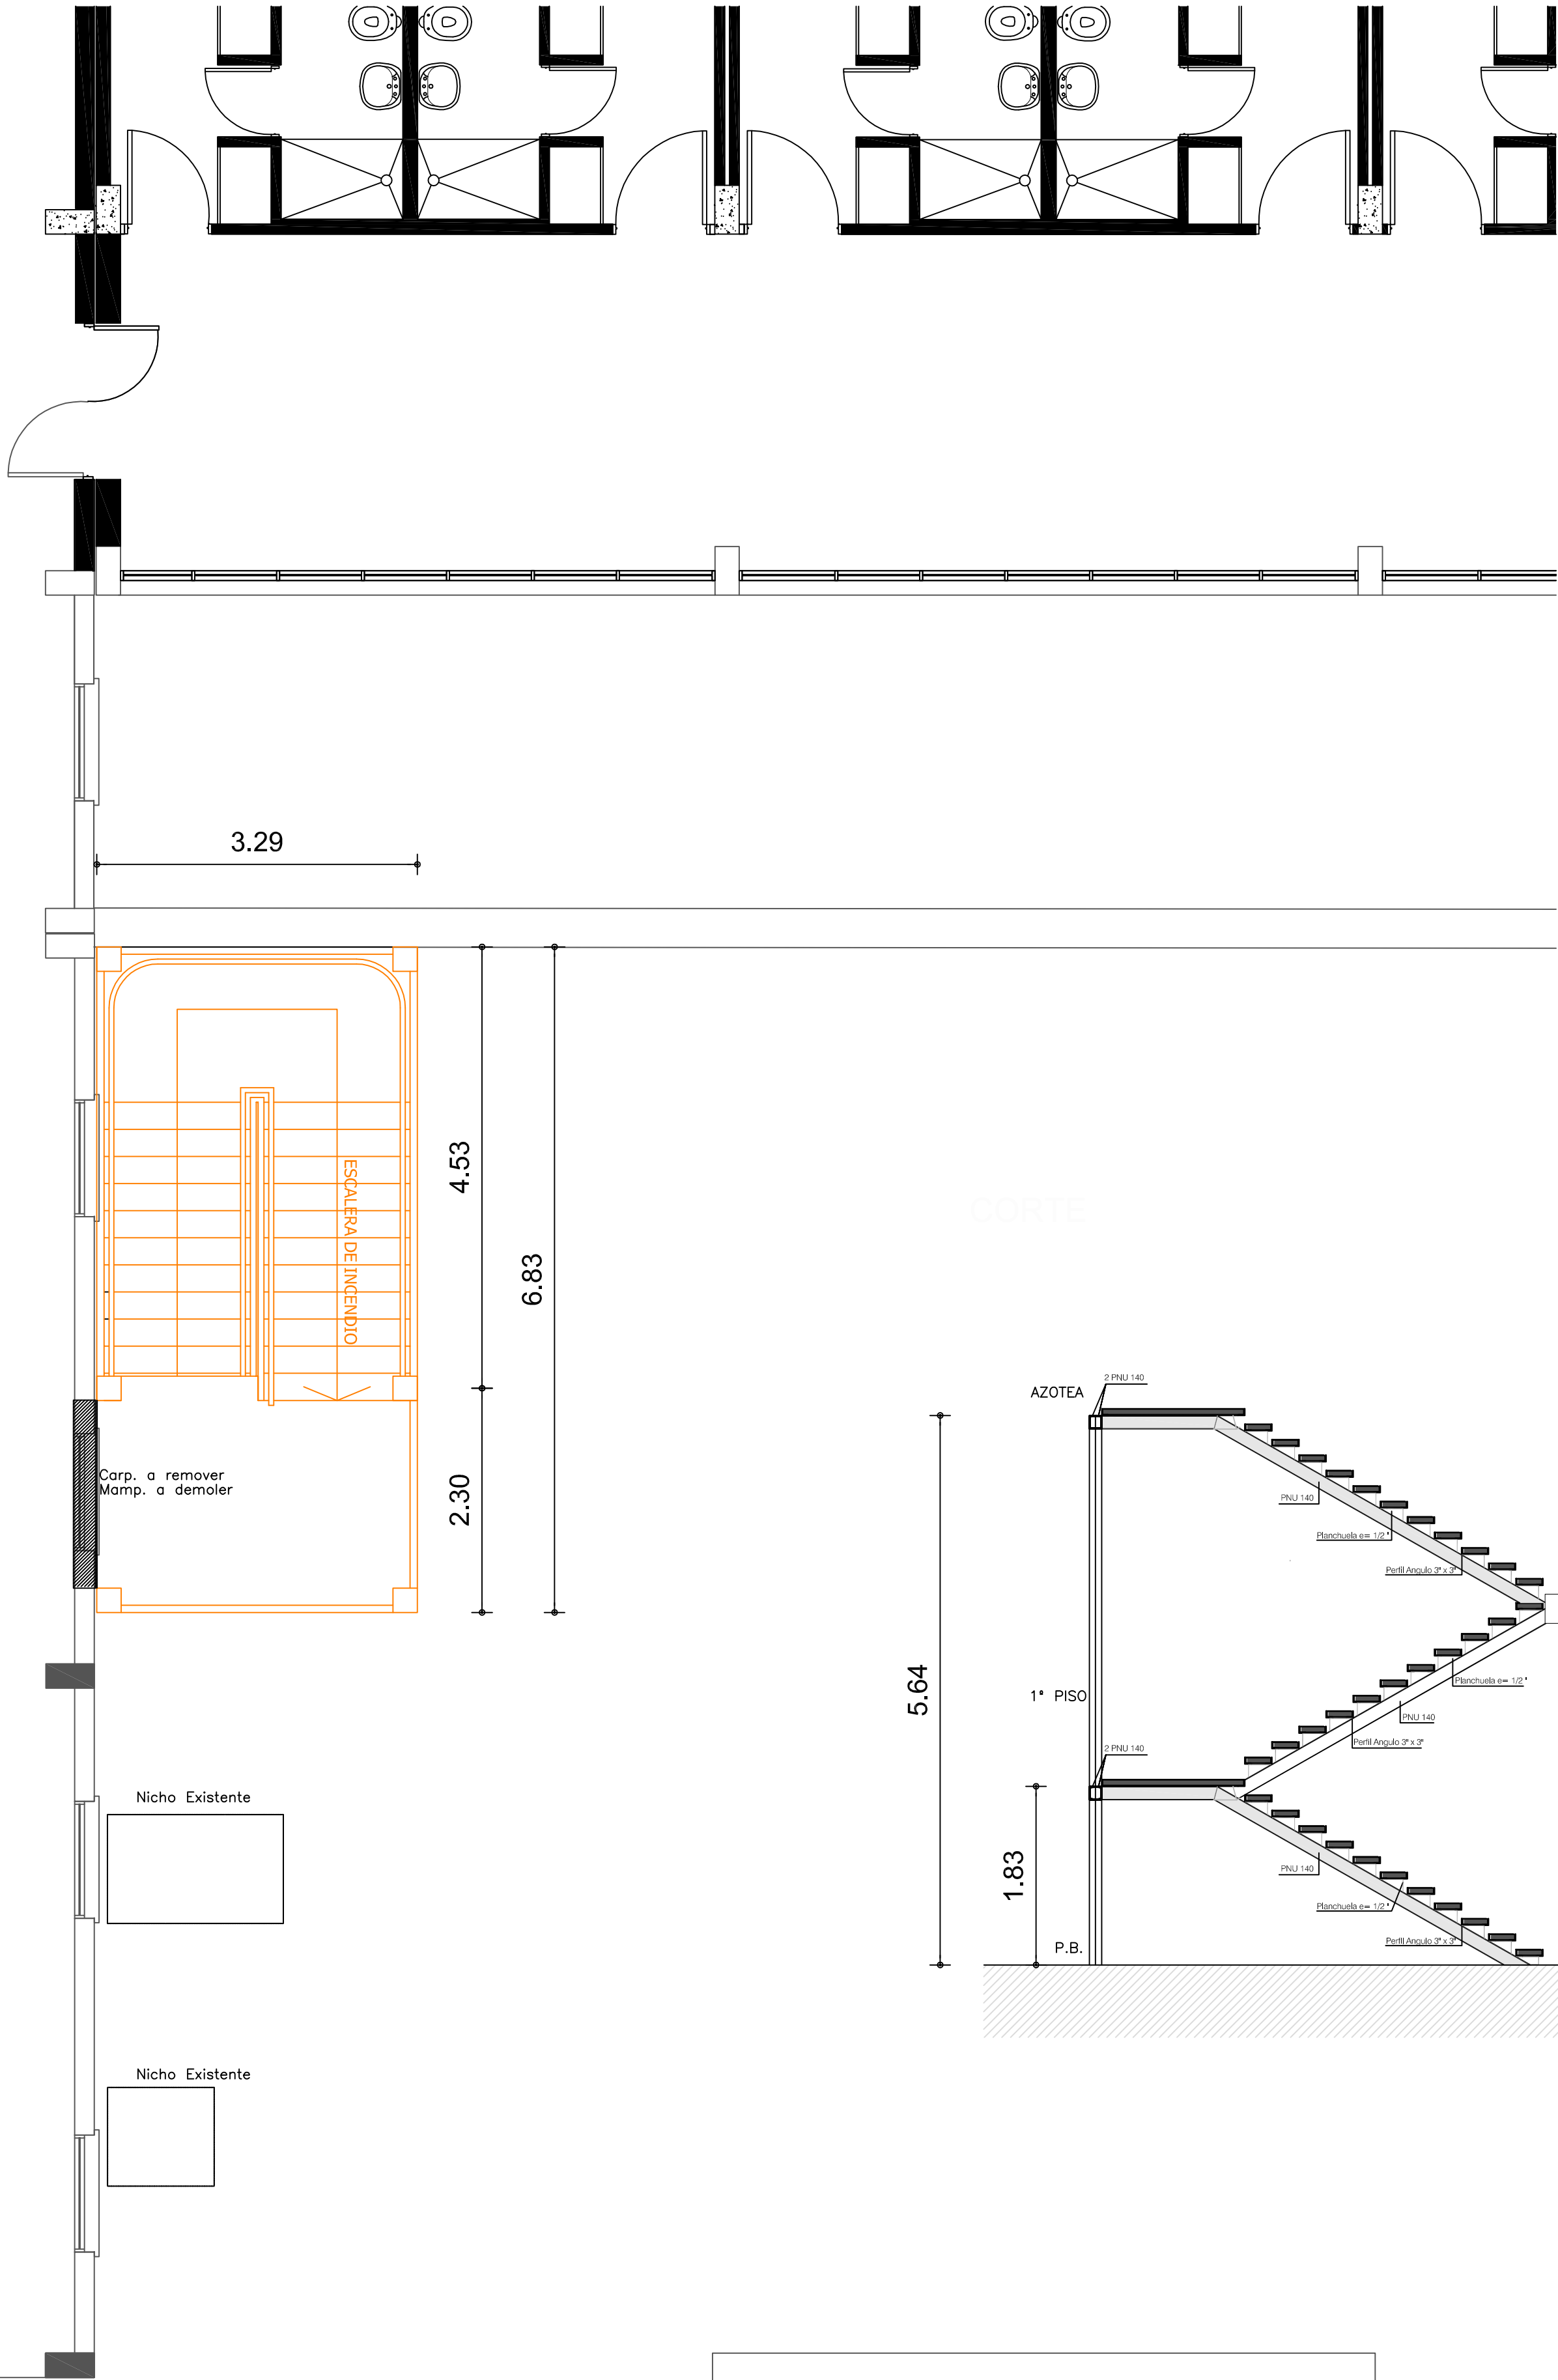 3.29
4.53
6.83
ESCALERA DE INCENDIO
CORTE
2 PNU 140
AZOTEA
Carp. a remover
Mamp. a demoler
2.30
PNU 140
Planchuela e= 1/2 "
Perfil Angulo 3" x 3"
5.64
1° PISO
Planchuela e= 1/2 "
PNU 140
Perfil Angulo 3" x 3"
2 PNU 140
Nicho Existente
1.83
PNU 140
Planchuela e= 1/2 "
Perfil Angulo 3" x 3"
P.B.
Nicho Existente